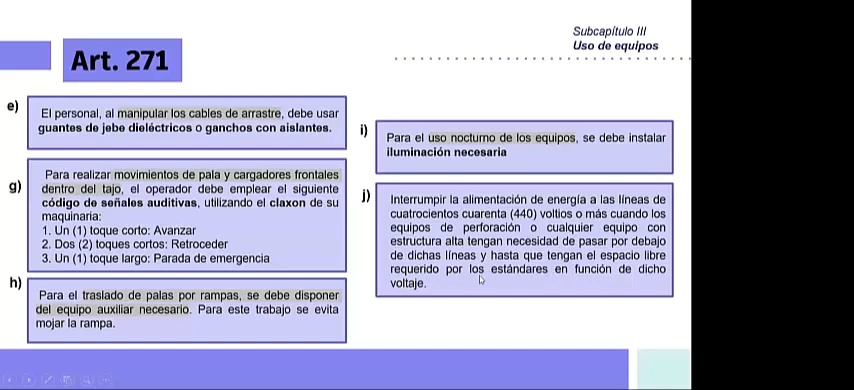 Subcapítulo III
Uso de equipos
Art. 271
e)
El personal, al manipular los cables de arrastre, debe usar
guantes de jebe dieléctricos o ganchos con aislantes.
g)
Para realizar movimientos de pala y cargadores frontales
dentro del tajo, el operador debe emplear el siguiente
código de señales auditivas, utilizando el claxon de su
maquinaria:
1. Un (1) toque corto: Avanzar
2. Dos (2) toques cortos: Retroceder
3. Un (1) toque largo: Parada de emergencia
h)
Para el traslado de palas por rampas, se debe disponer
del equipo auxiliar necesario. Para este trabajo se evita
mojar la rampa.
i)
Para el uso nocturno de los equipos, se debe instalar
iluminación necesaria
j)
Interrumpir la alimentación de energía a las líneas de
cuatrocientos cuarenta (440) voltios o más cuando los
equipos de perforación o cualquier equipo con
estructura alta tengan necesidad de pasar por debajo
de dichas líneas y hasta que tengan el espacio libre
requerido por los estándares en función de dicho
voltaje.